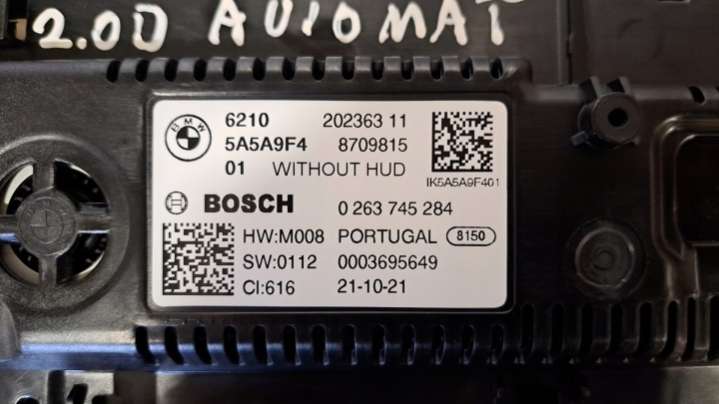 2.0D AUTOMAT
BMW
6210 202363 11
5A5A9F4 8709815
01 WITHOUT HUD
IK5A5A9F401
BOSCH 0 263 745 284
HW:M008 PORTUGAL 8150
SW:0112 0003695649
CI:616 21-10-21